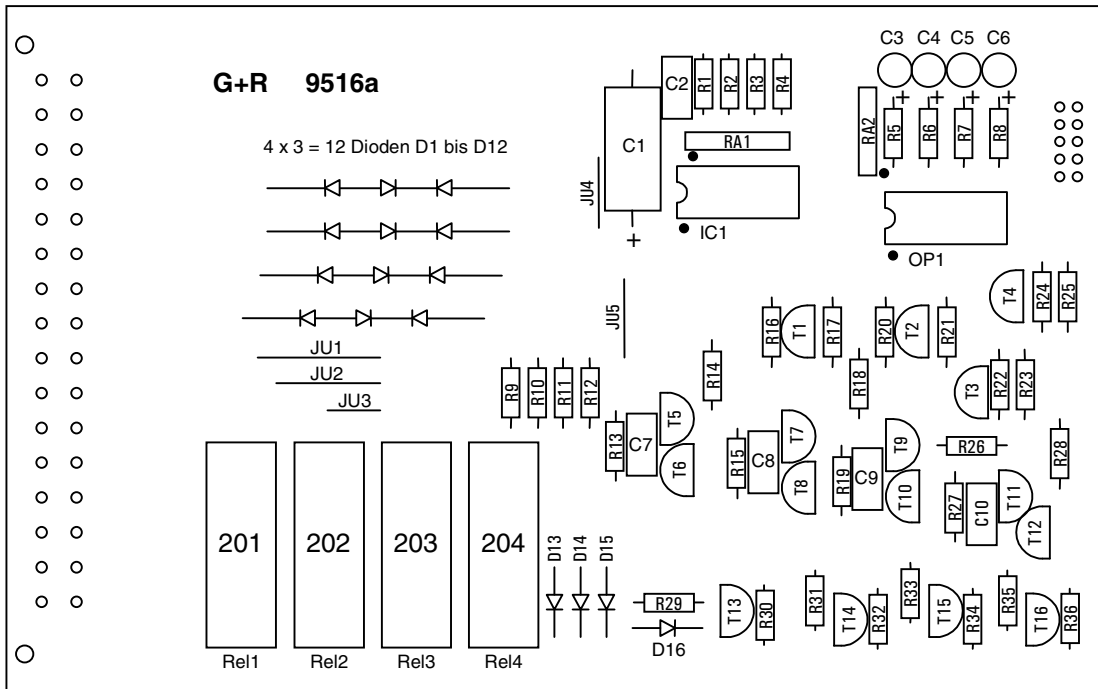 G+R 9516a
4 x 3 = 12 Dioden D1 bis D12
C3 C4 C5 C6
C2 R1 R2 R3 R4
C1
RA1
JU4
+
IC1
+ + + +
RA2 R5 R6 R7 R8
OP1
JU5
T4 R24 R25
R16 T1 R17 R20 T2 R21
JU1
JU2
JU3
R9 R10 R11 R12
R14 R18
T3 R22 R23
R13 C7 T5 T6
R15 C8 T7 T8
R19 C9 T9 T10
R26 R28
R27 C10 T11 T12
201 202 203 204
Rel1 Rel2 Rel3 Rel4
D13 D14 D15
R29
D16
T13 R30 R31 T14 R32 R33 T15 R34 R35 T16 R36